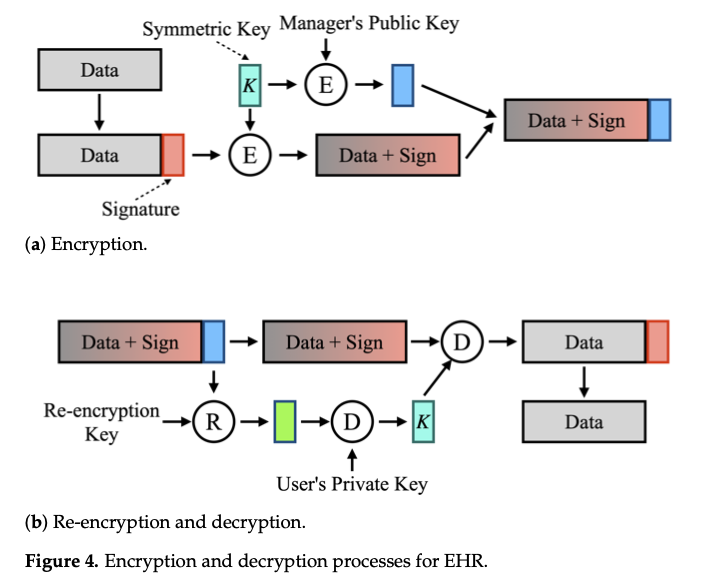 Symmetric Key
Manager's Public Key
Data
K
E
Data + Sign
Data
E
Data + Sign
Signature
(a) Encryption.
Data + Sign
Data + Sign
D
Data
Re-encryption
Key
R
D
K
Data
User's Private Key
(b) Re-encryption and decryption.
Figure 4. Encryption and decryption processes for EHR.